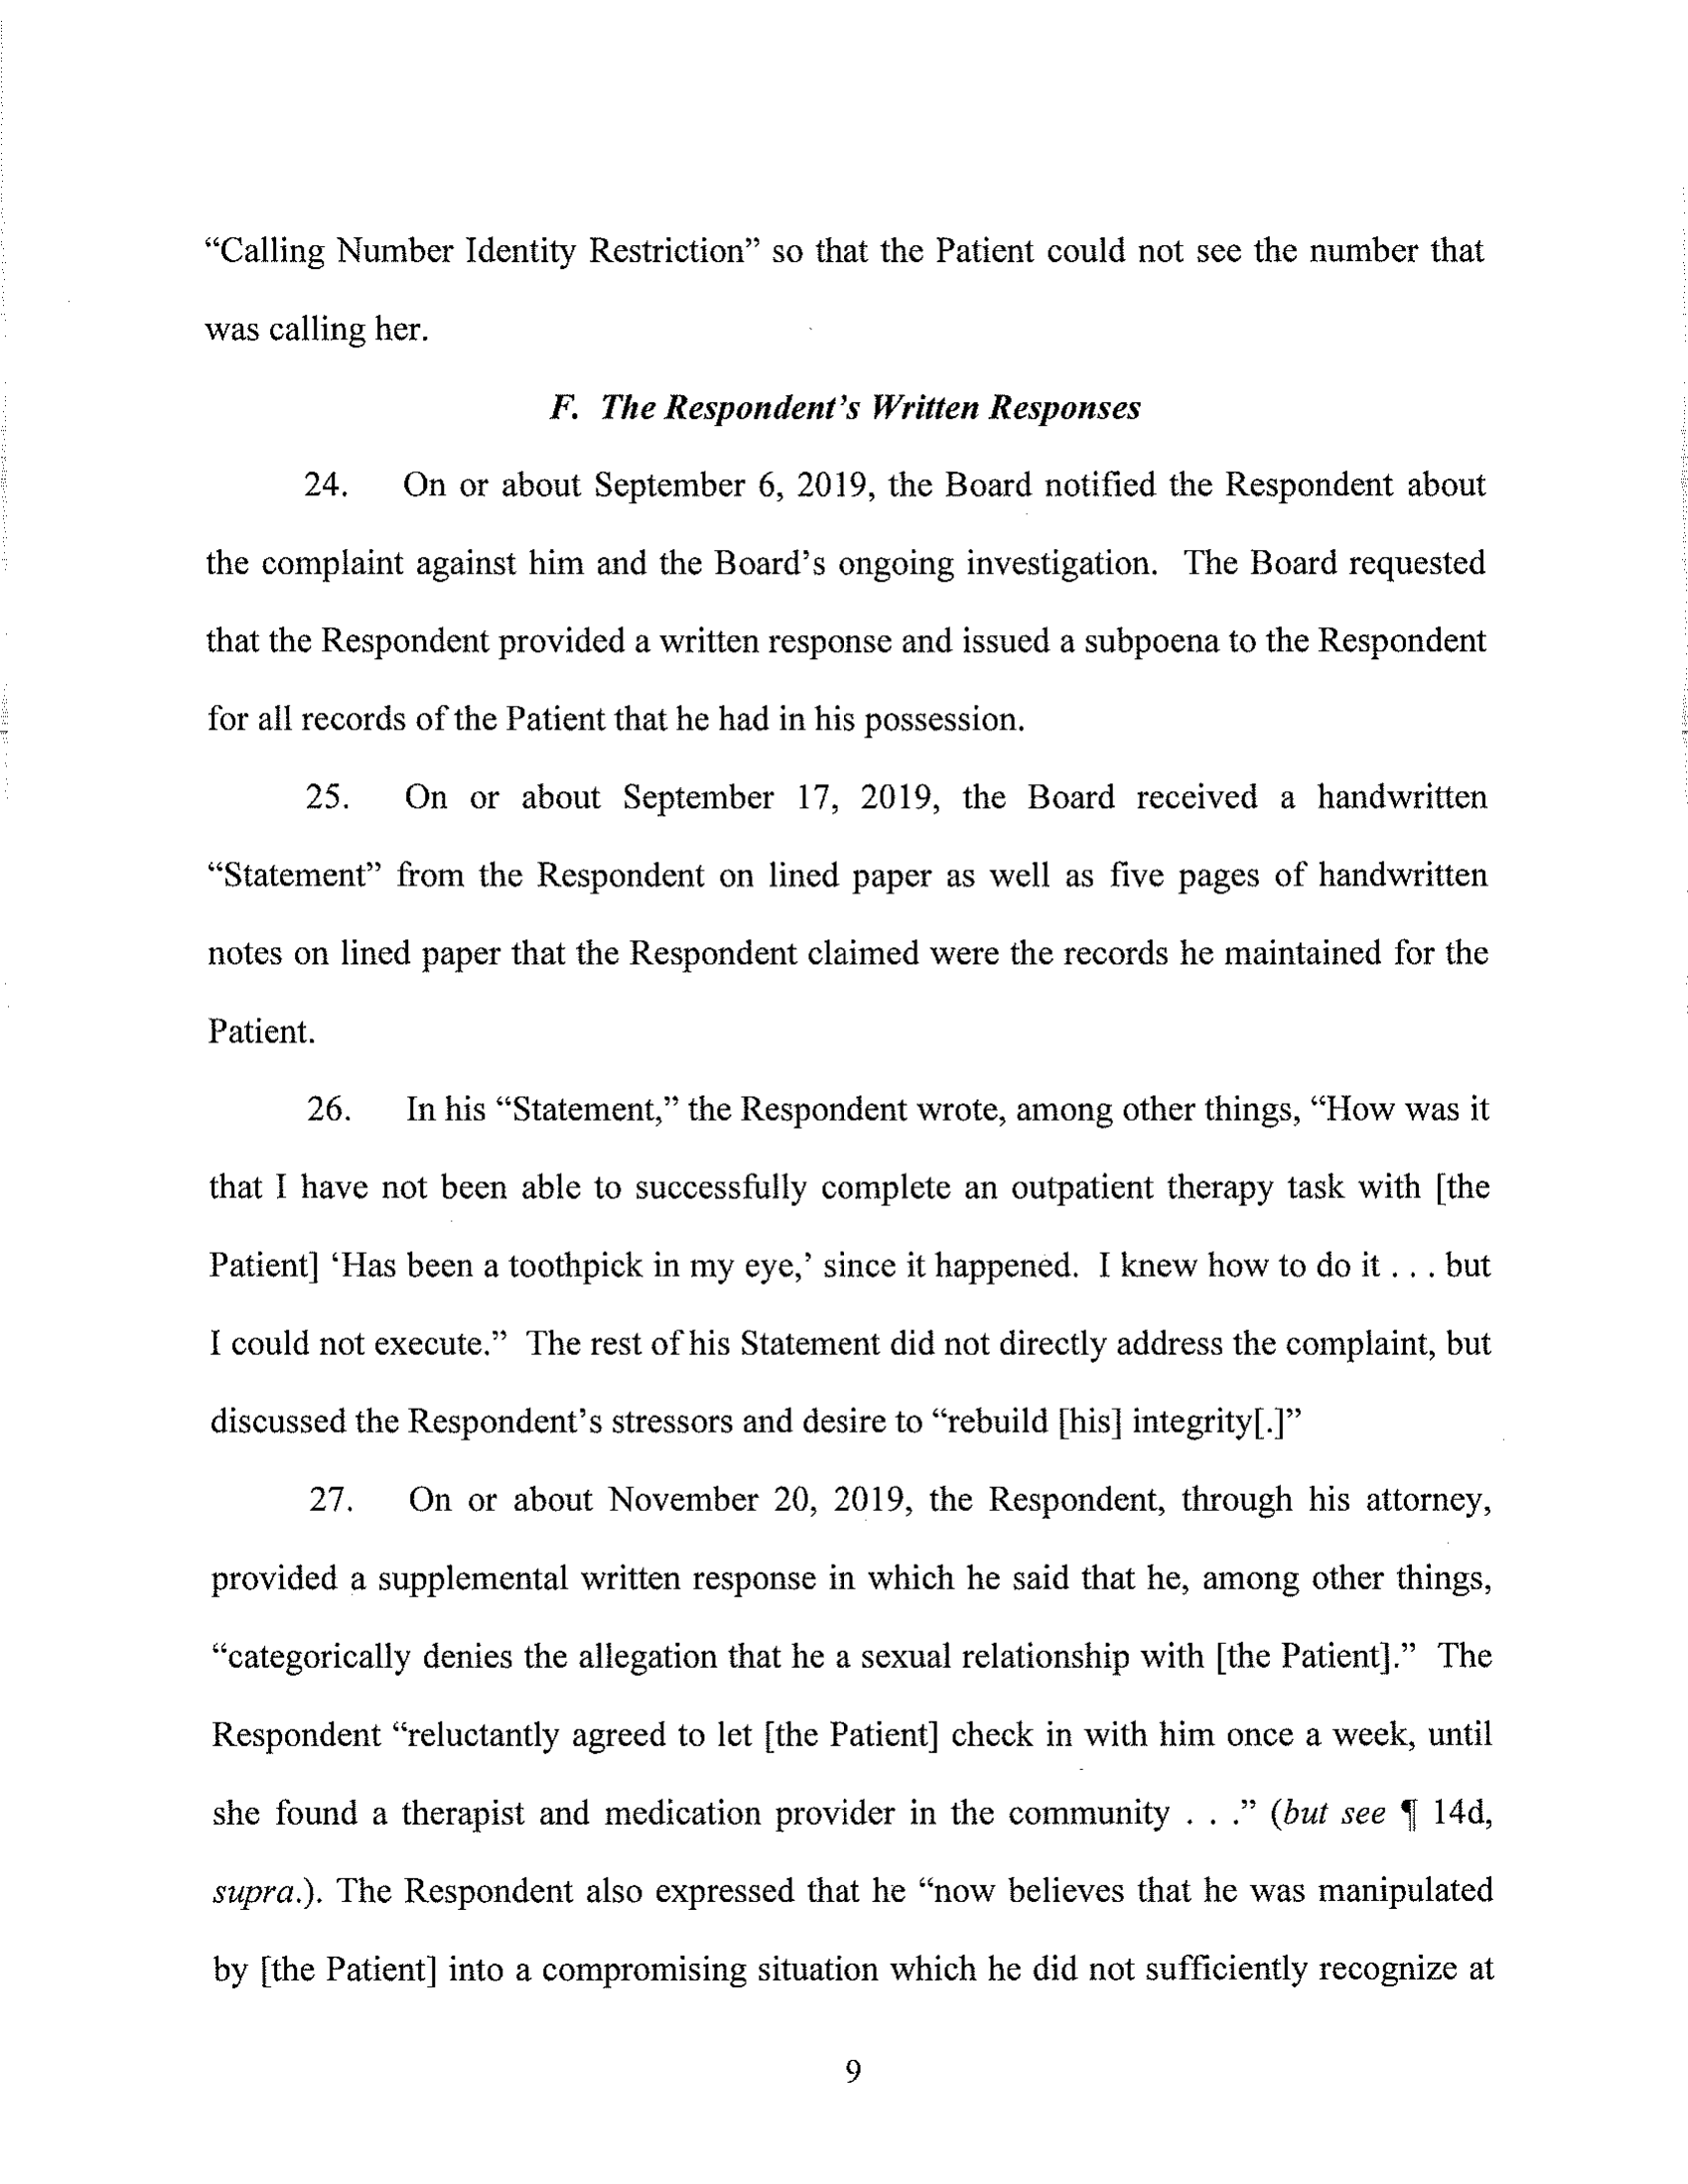 “Calling Number Identity Restriction” so that the Patient could not see the number that
was calling her.
F. The Respondent’s Written Responses
24. On or about September 6, 2019, the Board notified the Respondent about
the complaint against him and the Board’s ongoing investigation. The Board requested
that the Respondent provided a written response and issued a subpoena to the Respondent
for all records of the Patient that he had in his possession.
25. On or about September 17, 2019, the Board received a handwritten
“Statement” from the Respondent on lined paper as well as five pages of handwritten
notes on lined paper that the Respondent claimed were the records he maintained for the
Patient.
26. In his “Statement,” the Respondent wrote, among other things, “How was it
that I have not been able to successfully complete an outpatient therapy task with [the
Patient] ‘Has been a toothpick in my eye,’ since it happened. I knew how to do it . . . but
I could not execute.” The rest of his Statement did not directly address the complaint, but
discussed the Respondent’s stressors and desire to “rebuild [his] integrity[.]”
27. On or about November 20, 2019, the Respondent, through his attorney,
provided a supplemental written response in which he said that he, among other things,
“categorically denies the allegation that he a sexual relationship with [the Patient].” The
Respondent “reluctantly agreed to let [the Patient] check in with him once a week, until
she found a therapist and medication provider in the community . . .” (but see ¶ 14d,
supra.). The Respondent also expressed that he “now believes that he was manipulated
by [the Patient] into a compromising situation which he did not sufficiently recognize at
9